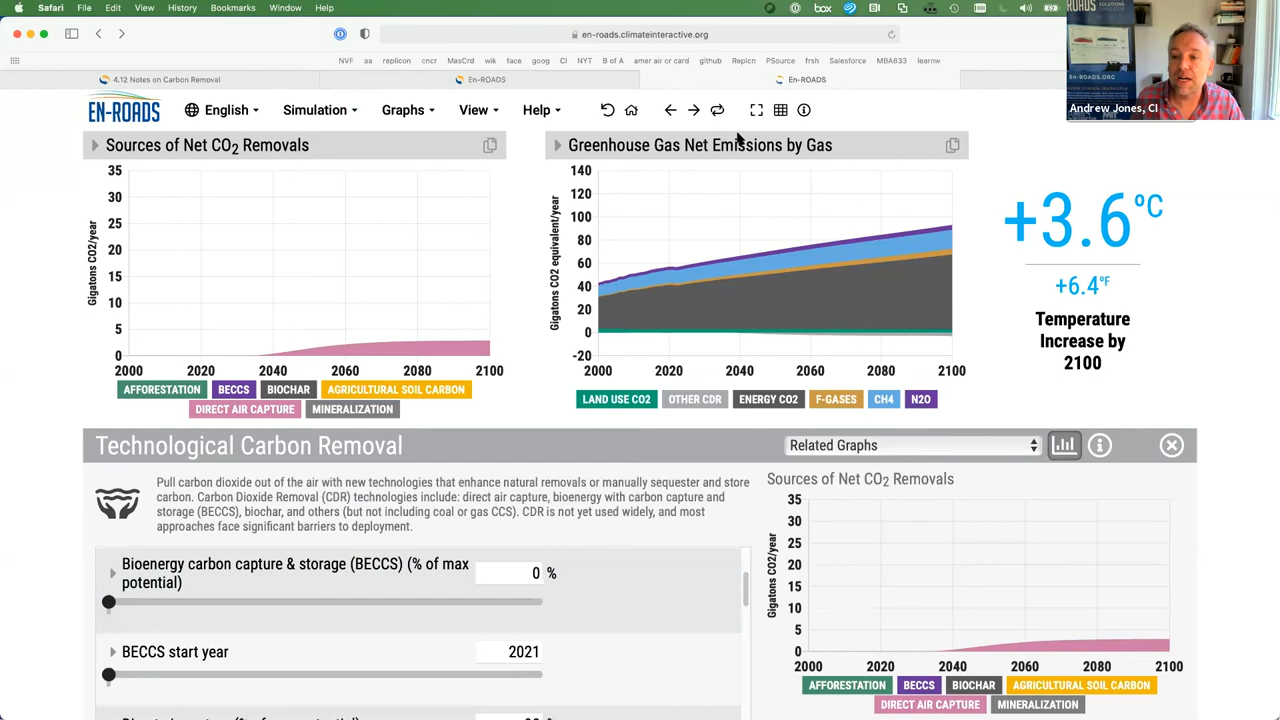 Safari File Edit View History Bookmarks Window Help
en-roads.climateinteractive.org
NVF aa replicon cncr MasCrd wik face goog CI NYT B of A amer air or card github Replcn PSource frsh Salesforce MBA833 learnw
4.12 Notes on Carbon Removal
En-ROADS
En-ROADS
EN-ROADS.ORG
Andrew Jones, CI
EN-ROADS
English
Simulation
View
Help
Sources of Net CO2 Removals
Gigatons CO2/year
35
30
25
20
15
10
5
0
2000 2020 2040 2060 2080 2100
AFFORESTATION BECCS BIOCHAR AGRICULTURAL SOIL CARBON
DIRECT AIR CAPTURE MINERALIZATION
Greenhouse Gas Net Emissions by Gas
Gigatons CO2 equivalent/year
140
120
100
80
60
40
20
0
-20
2000 2020 2040 2060 2080 2100
LAND USE CO2 OTHER CDR ENERGY CO2 F-GASES CH4 N2O
+3.6 ºC
+6.4ºF
Temperature
Increase by
2100
Technological Carbon Removal
Related Graphs
Pull carbon dioxide out of the air with new technologies that enhance natural removals or manually sequester and store
carbon. Carbon Dioxide Removal (CDR) technologies include: direct air capture, bioenergy with carbon capture and
storage (BECCS), biochar, and others (but not including coal or gas CCS). CDR is not yet used widely, and most
approaches face significant barriers to deployment.
Bioenergy carbon capture & storage (BECCS) (% of max
potential)
0 %
BECCS start year
2021
Sources of Net CO2 Removals
Gigatons CO2/year
35
30
25
20
15
10
5
0
2000 2020 2040 2060 2080 2100
AFFORESTATION BECCS BIOCHAR AGRICULTURAL SOIL CARBON
DIRECT AIR CAPTURE MINERALIZATION